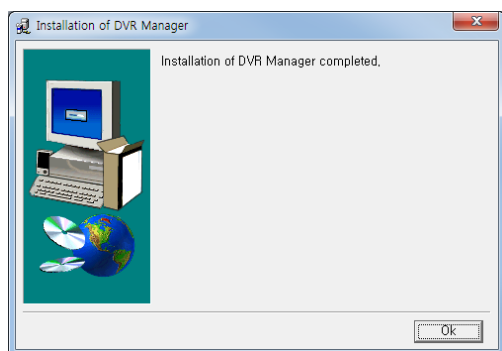 Installation of DVR Manager
Installation of DVR Manager completed.
Ok